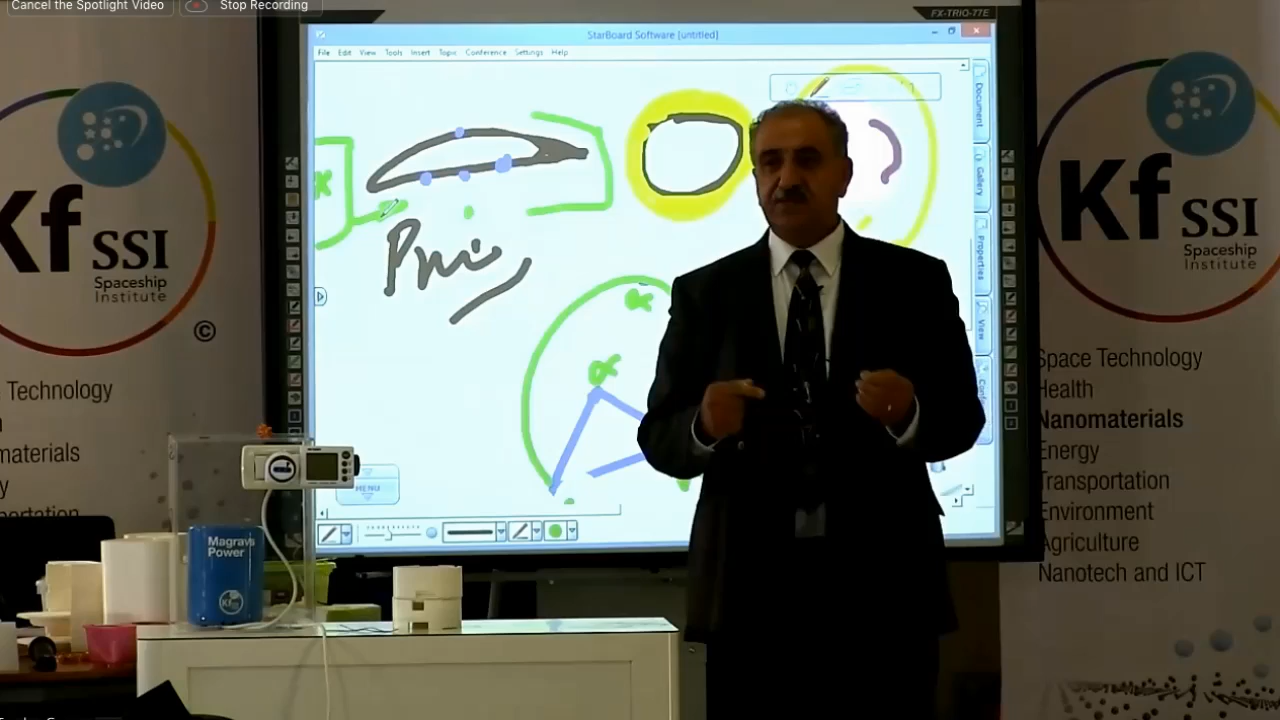 Cancel the Spotlight Video
Stop Recording
FX-TRIO-77E
StarBoard Software [untitled]
File Edit View Tools Insert Topic Conference Settings Help
Document
Gallery
Properties
View
MENU
Kf
SSI
Spaceship
Institute
©
Technology
Kf
SSI
Spaceship
Institute
Space Technology
Health
Nanomaterials
Energy
Transportation
Environment
Agriculture
Nanotech and ICT
Magravs
Power
Kf